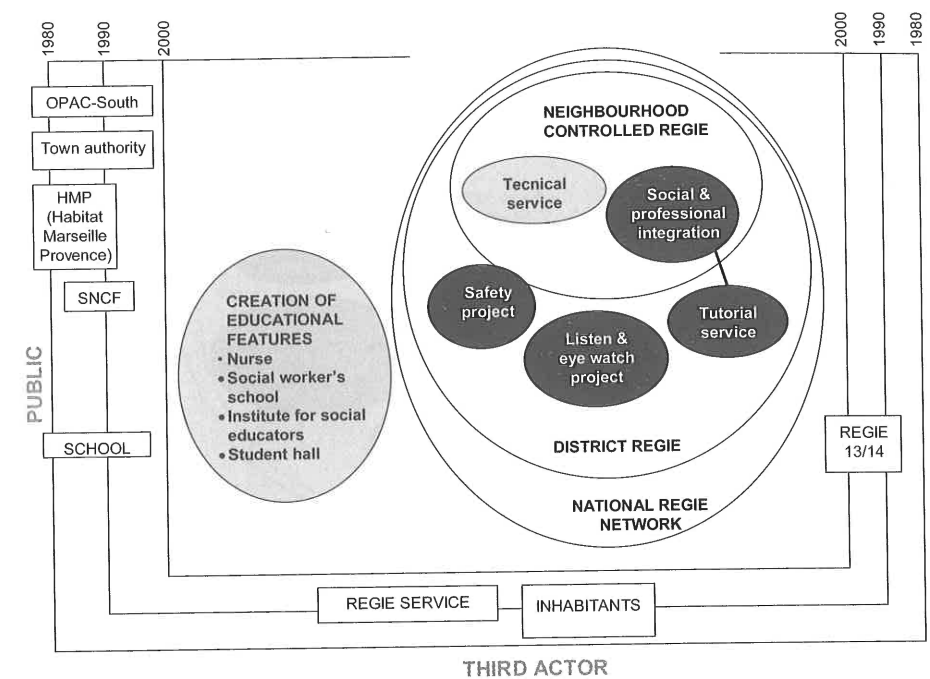 1980
1990
2000
2000
1990
1980
OPAC-South
Town authority
HMP
(Habitat
Marseille
Provence)
SNCF
PUBLIC
SCHOOL
CREATION OF
EDUCATIONAL
FEATURES
• Nurse
• Social worker's
school
• Institute for social
educators
• Student hall
NEIGHBOURHOOD
CONTROLLED REGIE
Tecnical
service
Social &
professional
integration
Safety
project
Listen &
eye watch
project
Tutorial
service
DISTRICT REGIE
NATIONAL REGIE
NETWORK
REGIE
13/14
REGIE SERVICE
INHABITANTS
THIRD ACTOR